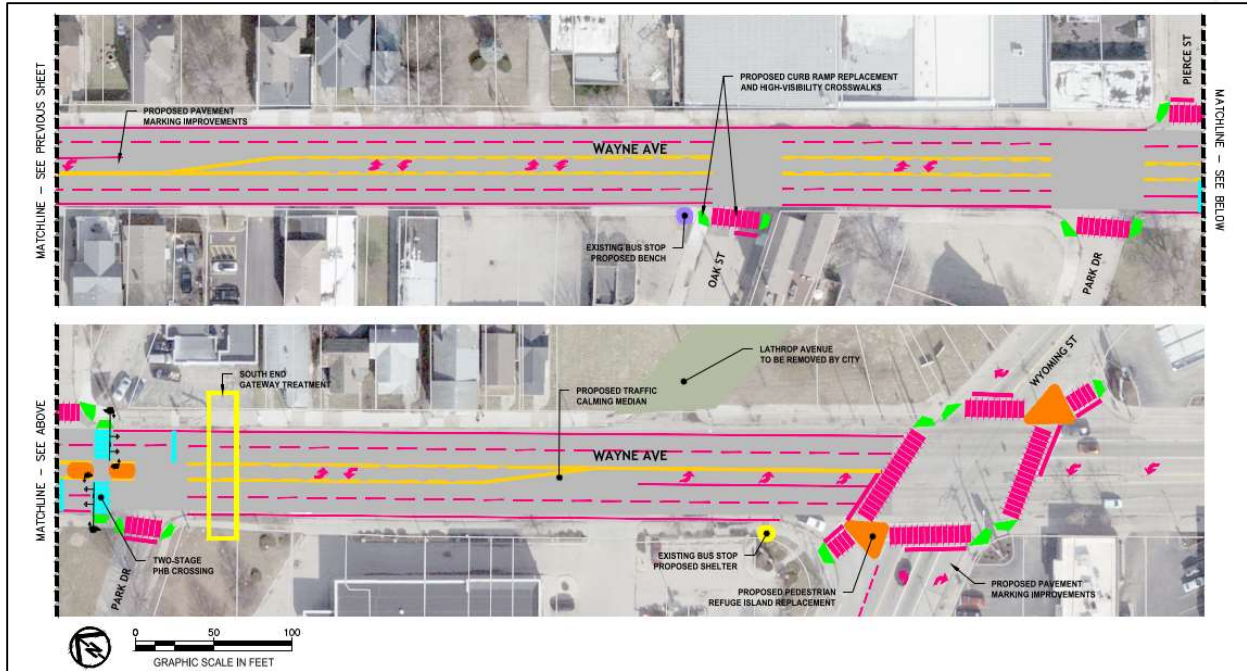 MATCHLINE – SEE PREVIOUS SHEET
PROPOSED PAVEMENT
MARKING IMPROVEMENTS
WAYNE AVE
PROPOSED CURB RAMP REPLACEMENT
AND HIGH-VISIBILITY CROSSWALKS
PIERCE ST
MATCHLINE – SEE BELOW
EXISTING BUS STOP
PROPOSED BENCH
OAK ST
PARK DR
MATCHLINE – SEE ABOVE
SOUTH END
GATEWAY TREATMENT
LATHROP AVENUE
TO BE REMOVED BY CITY
PROPOSED TRAFFIC
CALMING MEDIAN
WYOMING ST
WAYNE AVE
TWO-STAGE
PHB CROSSING
PARK DR
EXISTING BUS STOP
PROPOSED SHELTER
PROPOSED PEDESTRIAN
REFUGE ISLAND REPLACEMENT
PROPOSED PAVEMENT
MARKING IMPROVEMENTS
0 50 100
GRAPHIC SCALE IN FEET